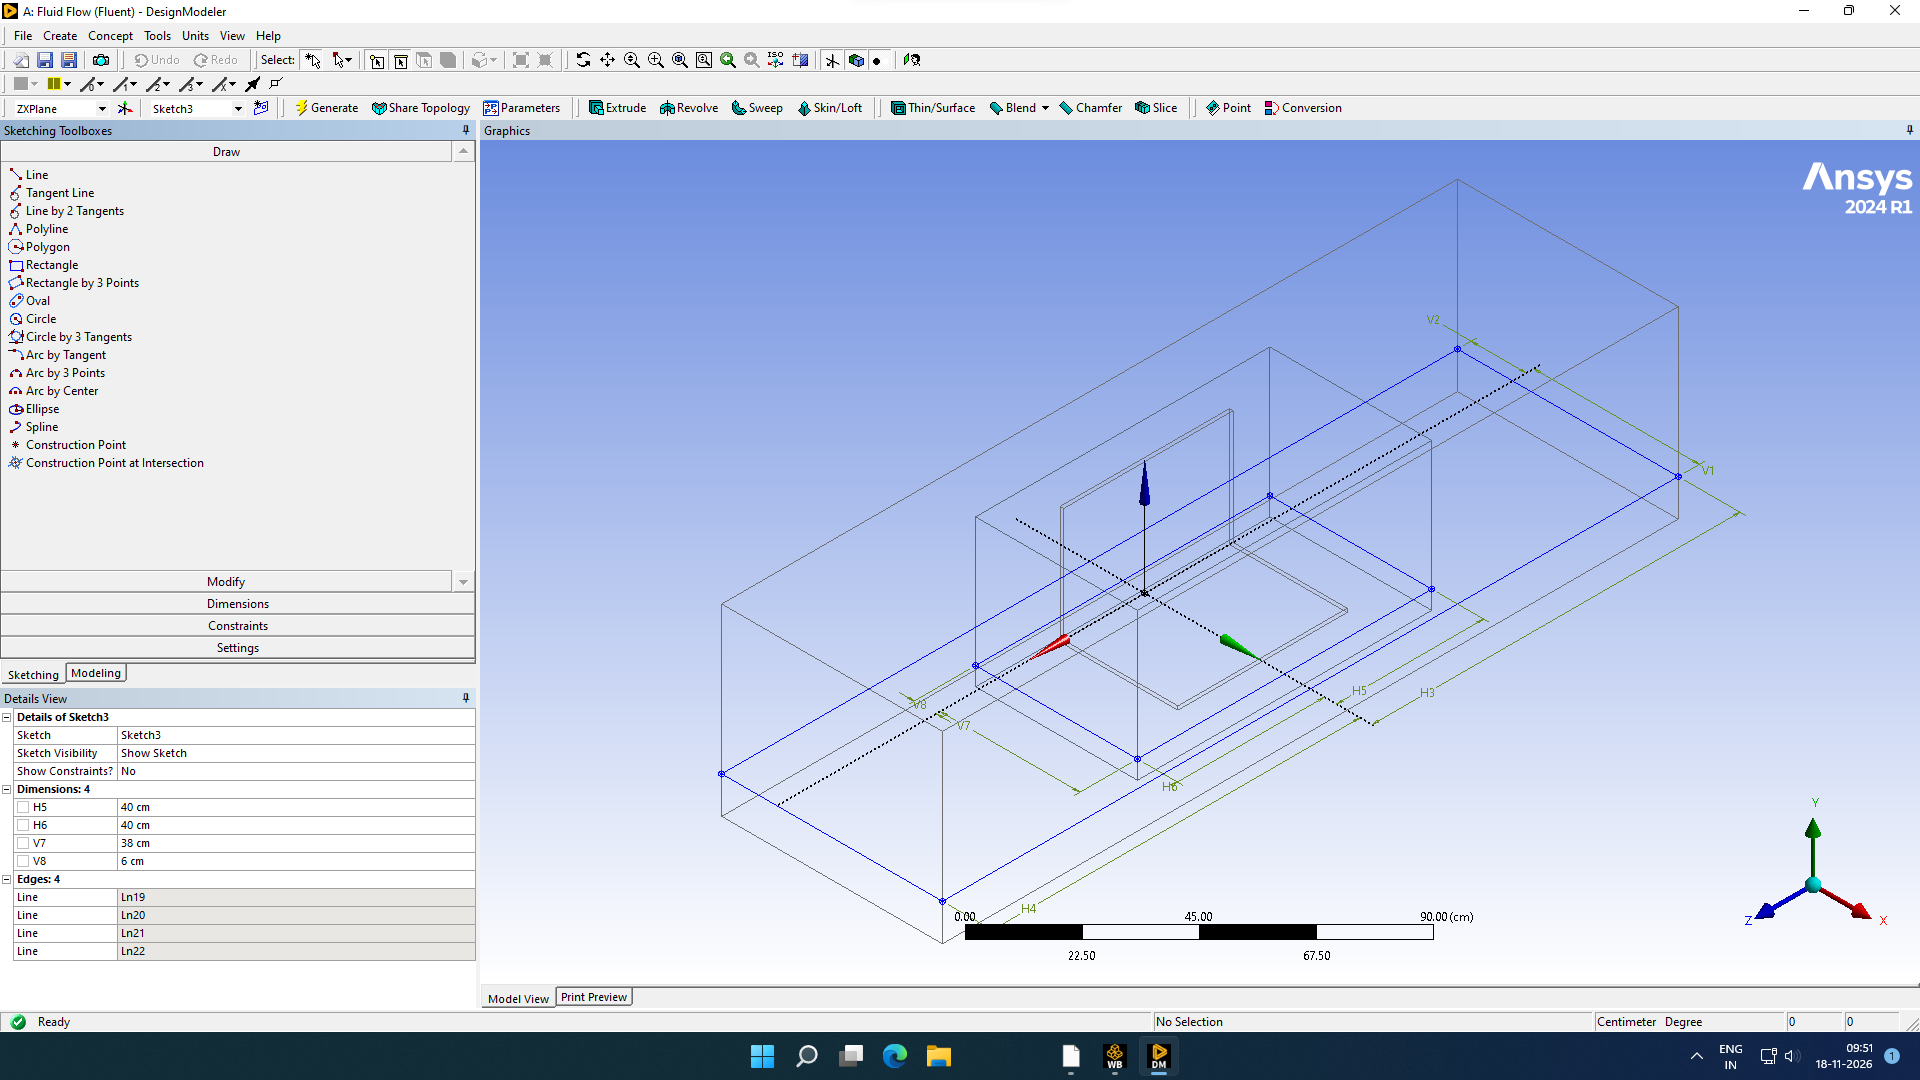 A: Fluid Flow (Fluent) - DesignModeler
File Create Concept Tools Units View Help
Undo Redo Select: ISO
ZXPlane Sketch3 Generate Share Topology Parameters Extrude Revolve Sweep Skin/Loft Thin/Surface Blend Chamfer Slice Point Conversion
Sketching Toolboxes
Graphics
Draw
Line
Tangent Line
Line by 2 Tangents
Polyline
Polygon
Rectangle
Rectangle by 3 Points
Oval
Circle
Circle by 3 Tangents
Arc by Tangent
Arc by 3 Points
Arc by Center
Ellipse
Spline
Construction Point
Construction Point at Intersection
Modify
Dimensions
Constraints
Settings
Sketching Modeling
Details View
Details of Sketch3
Sketch Sketch3
Sketch Visibility Show Sketch
Show Constraints? No
Dimensions: 4
H5 40 cm
H6 40 cm
V7 38 cm
V8 6 cm
Edges: 4
Line Ln19
Line Ln20
Line Ln21
Line Ln22
Ansys
2024 R1
V2
V1
H5
H3
V8
V7
H6
H4
0.00 45.00 90.00 (cm)
22.50 67.50
Y
Z
X
Model View Print Preview
Ready
No Selection
Centimeter Degree 0 0
WB
DM
ENG
IN
09:51
18-11-2026
1